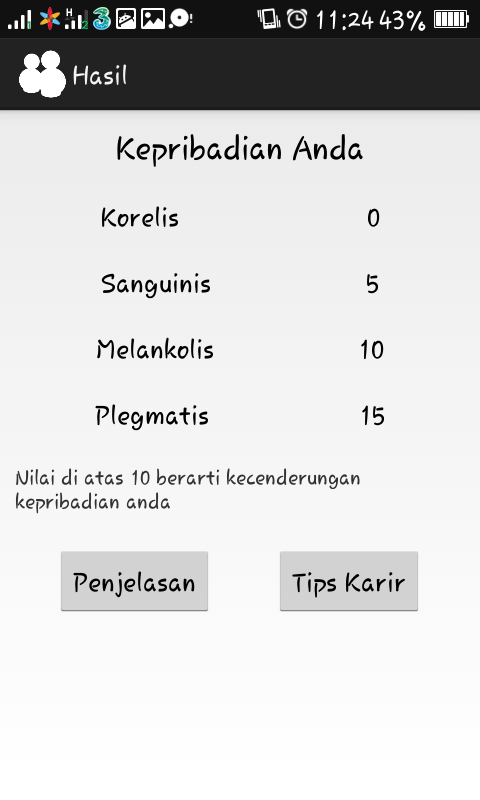 11:24 43%
Hasil
Kepribadian Anda
Korelis 0
Sanguinis 5
Melankolis 10
Plegmatis 15
Nilai di atas 10 berarti kecenderungan
kepribadian anda
Penjelasan Tips Karir